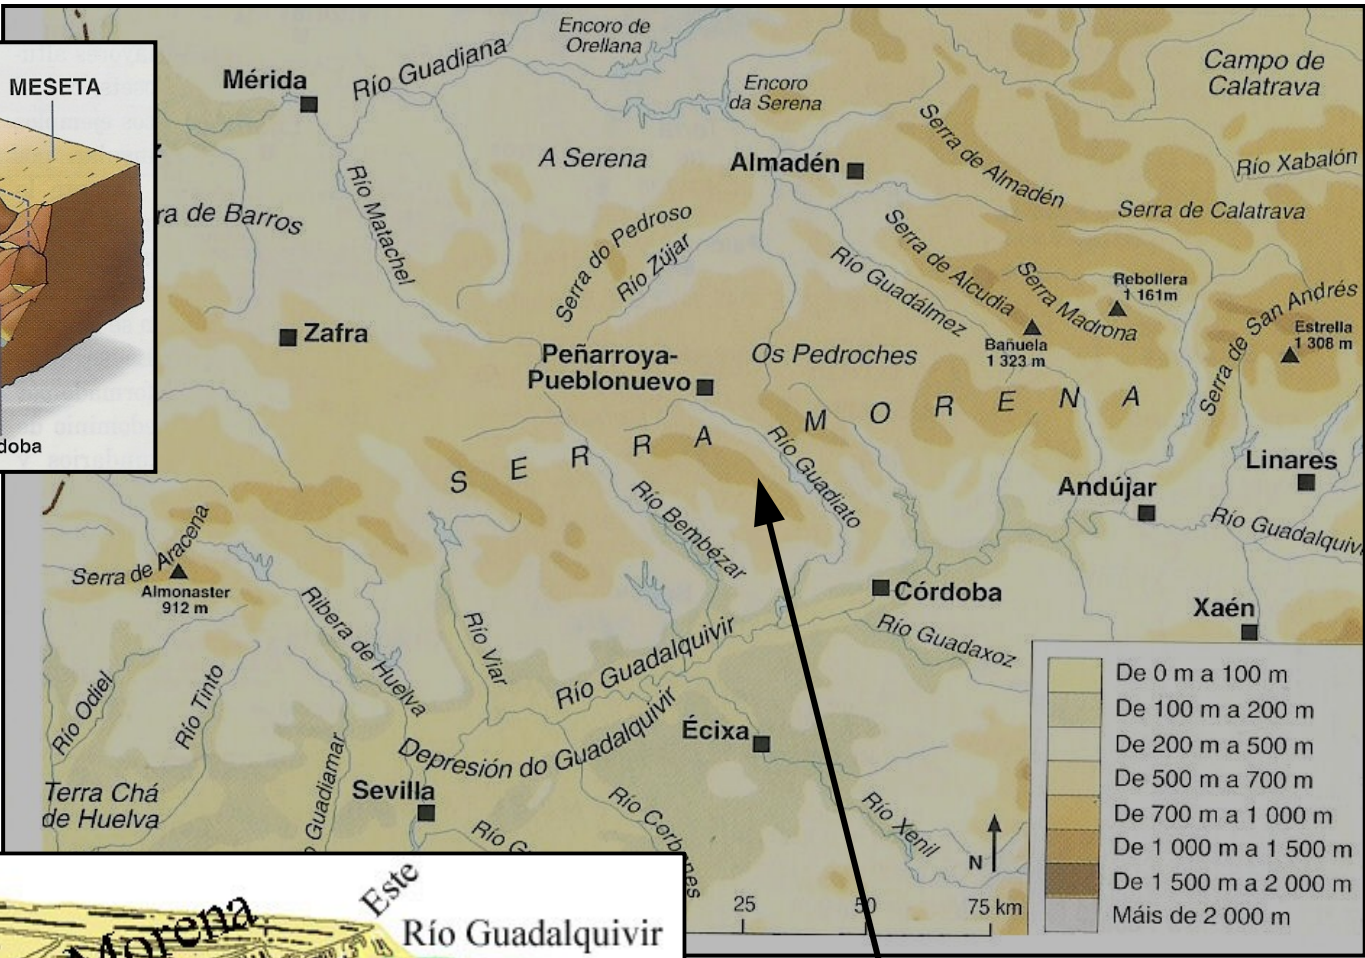 MESETA
doba
Encoro de
Orellana
Campo de
Calatrava
Mérida
Río Guadiana
Encoro
da Serena
Serra de Almadén
A Serena
Almadén
Río Xabalón
Río Matachel
ra de Barros
Serra de Calatrava
Serra do Pedroso
Río Zújar
Serra de Alcudia
Río Guadálmez
Serra Madrona
Rebollera
1 161m
Serra de San Andrés
Estrella
1 308 m
Zafra
Bañuela
1 323 m
Peñarroya-
Pueblonuevo
Os Pedroches
SERRA MORENA
Linares
Andújar
Río Guadiato
Río Bembézar
Serra de Aracena
Almonaster
912 m
Río Guadalquiv
Córdoba
Xaén
Ribera de Huelva
Río Viar
Río Guadalquivir
Río Guadaxoz
Río Odiel
Río Tinto
Depresión do Guadalquivir
Écixa
Terra Chá
de Huelva
o Guadiamar
Sevilla
Río G
Río Corbones
Río Xenil
N
25
50
75 km
De 0 m a 100 m
De 100 m a 200 m
De 200 m a 500 m
De 500 m a 700 m
De 700 m a 1 000 m
De 1 000 m a 1 500 m
De 1 500 m a 2 000 m
Máis de 2 000 m
Morena
Este
Río Guadalquivir